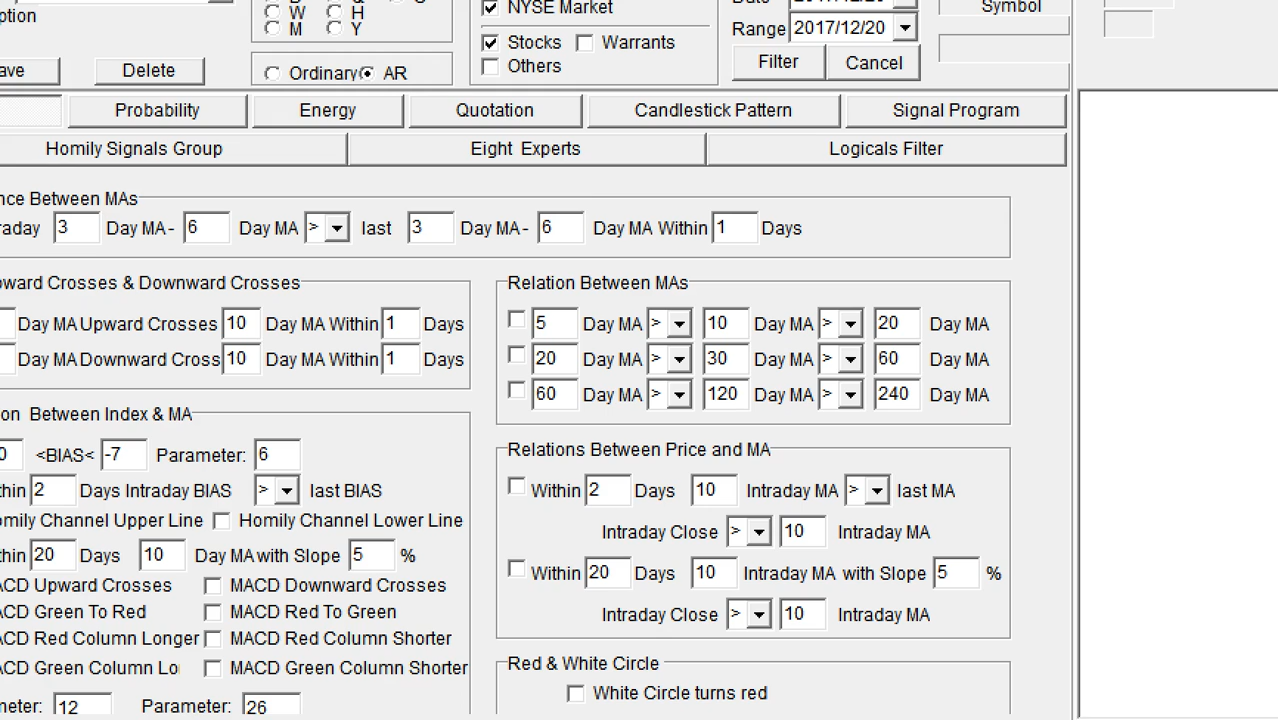 NYSE Market
Symbol
W H
Range 2017/12/20
M Y
Stocks Warrants
Filter Cancel
Others
Delete
Ordinary AR
Probability Energy Quotation Candlestick Pattern Signal Program
Homily Signals Group Eight Experts Logicals Filter
nce Between MAs
raday 3 Day MA- 6 Day MA > last 3 Day MA- 6 Day MA Within 1 Days
ward Crosses & Downward Crosses
Day MA Upward Crosses 10 Day MA Within 1 Days
Day MA Downward Cross 10 Day MA Within 1 Days
Relation Between MAs
5 Day MA > 10 Day MA > 20 Day MA
20 Day MA > 30 Day MA > 60 Day MA
60 Day MA > 120 Day MA > 240 Day MA
on Between Index & MA
0 <BIAS< -7 Parameter: 6
thin 2 Days Intraday BIAS > last BIAS
omily Channel Upper Line Homily Channel Lower Line
thin 20 Days 10 Day MA with Slope 5 %
ACD Upward Crosses MACD Downward Crosses
ACD Green To Red MACD Red To Green
ACD Red Column Longer MACD Red Column Shorter
ACD Green Column Lo MACD Green Column Shorter
meter: 12 Parameter: 26
Relations Between Price and MA
Within 2 Days 10 Intraday MA > last MA
Intraday Close > 10 Intraday MA
Within 20 Days 10 Intraday MA with Slope 5 %
Intraday Close > 10 Intraday MA
Red & White Circle
White Circle turns red